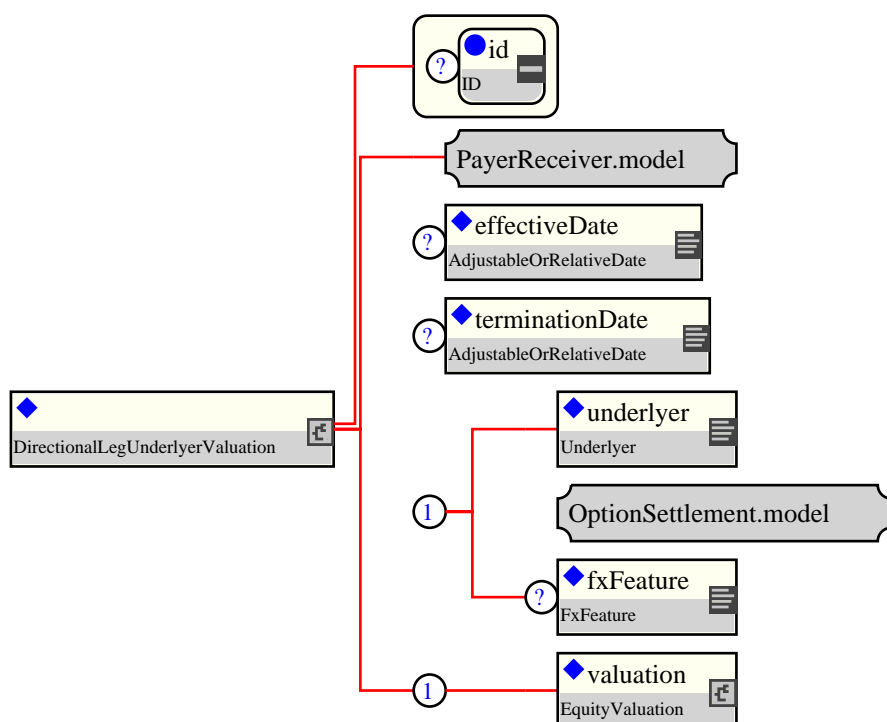 ? id
ID
PayerReceiver.model
effectiveDate
? AdjustableOrRelativeDate
terminationDate
? AdjustableOrRelativeDate
DirectionalLegUnderlyerValuation
underlyer
Underlyer
1 OptionSettlement.model
fxFeature
? FxFeature
1 valuation
EquityValuation